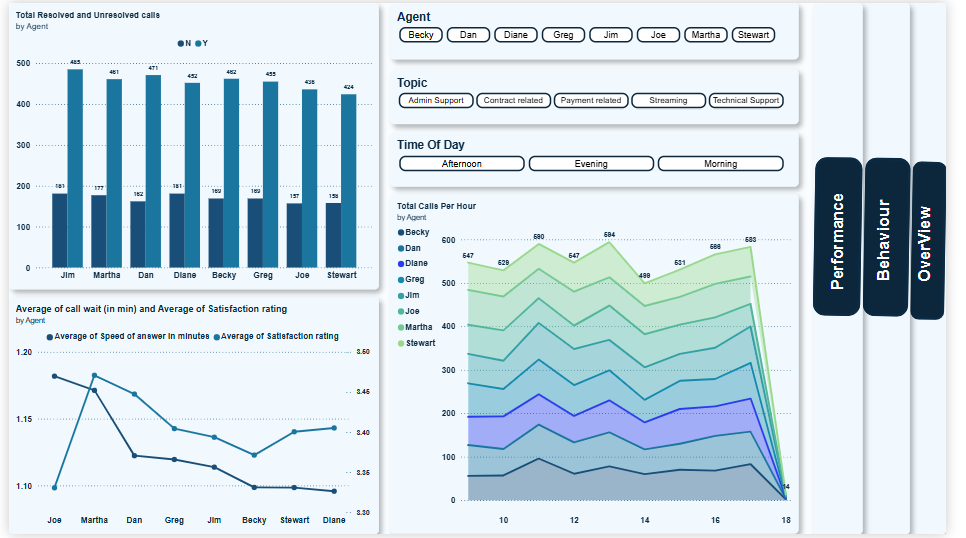 Total Resolved and Unresolved calls
by Agent
N Y
500
400
300
200
100
0
485 461 471 452 462 455 436 424
181 177 162 181 169 169 157 158
Jim Martha Dan Diane Becky Greg Joe Stewart
Average of call wait (in min) and Average of Satisfaction rating
by Agent
Average of Speed of answer in minutes Average of Satisfaction rating
1.20
1.15
1.10
3.50
3.45
3.40
3.35
3.30
Joe Martha Dan Greg Jim Becky Stewart Diane
Agent
Becky Dan Diane Greg Jim Joe Martha Stewart
Topic
Admin Support Contract related Payment related Streaming Technical Support
Time Of Day
Afternoon Evening Morning
Total Calls Per Hour
by Agent
Becky
Dan
Diane
Greg
Jim
Joe
Martha
Stewart
600
500
400
300
200
100
0
547 529 590 547 594 499 531 566 583
10 12 14 16 18
Performance
Behaviour
OverView